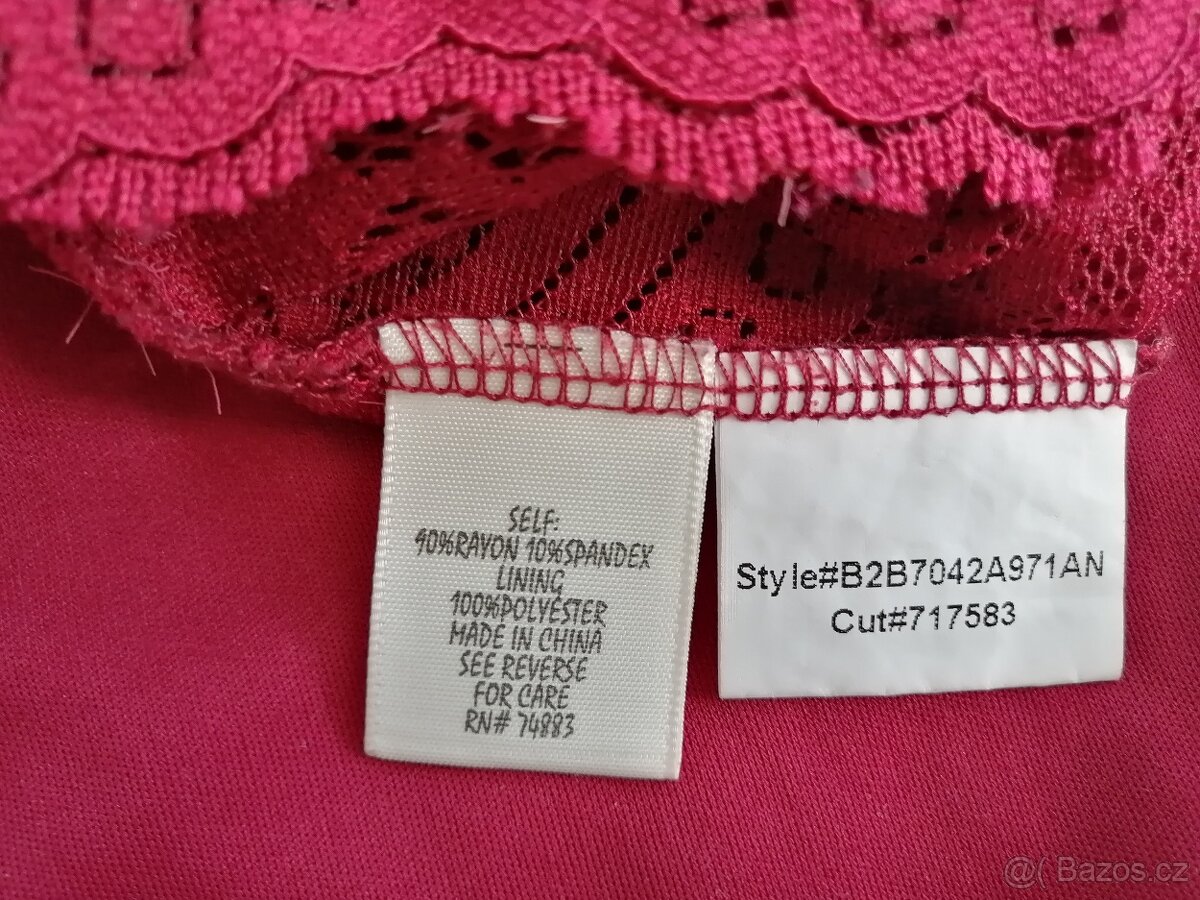 SELF:
90%RAYON 10%SPANDEX
LINING
100%POLYESTER
MADE IN CHINA
SEE REVERSE
FOR CARE
RN# 74883
Style#B2B7042A971AN
Cut#717583
@( Bazos.cz